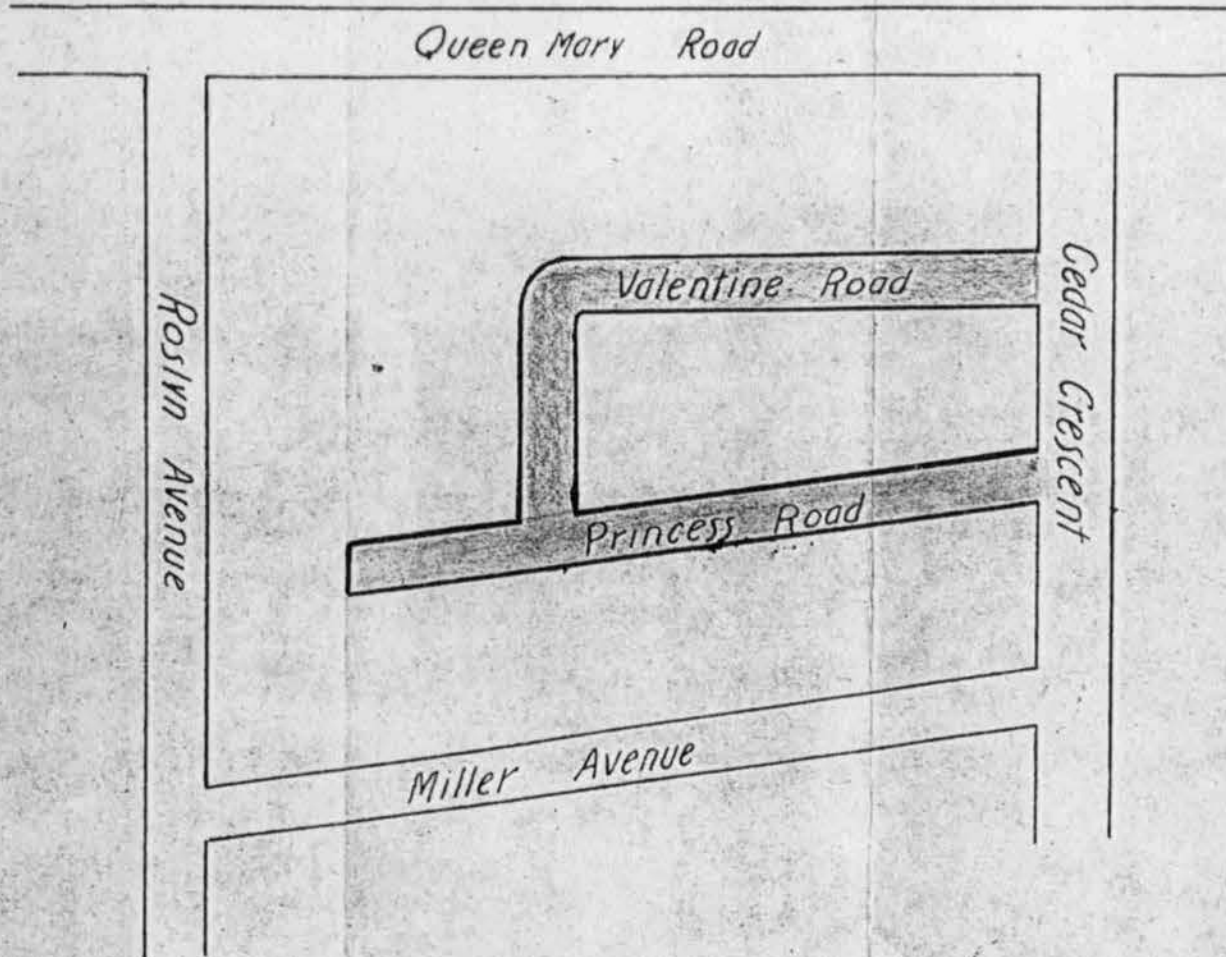 Queen Mary Road
Valentine Road
Cedar Crescent
Roslyn Avenue
Princess Road
Miller Avenue